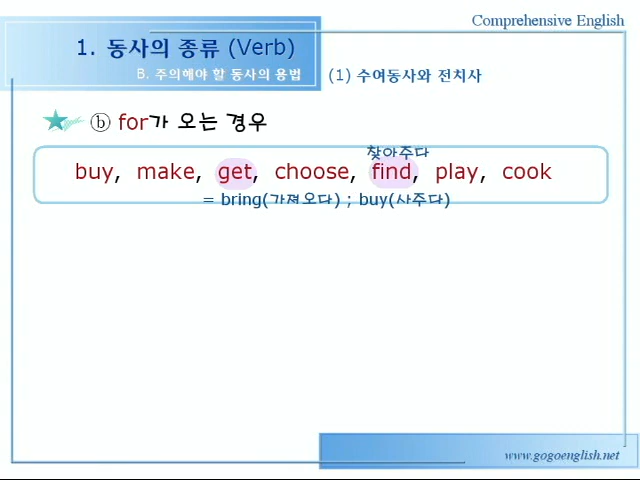 Comprehensive English
1. 동사의 종류 (Verb)
B. 주의해야 할 동사의 용법
(1) 수여동사와 전치사
ⓑ for가 오는 경우
찾아주다
buy, make, get, choose, find, play, cook
= bring(가져오다) ; buy(사주다)
www.gogoenglish.net